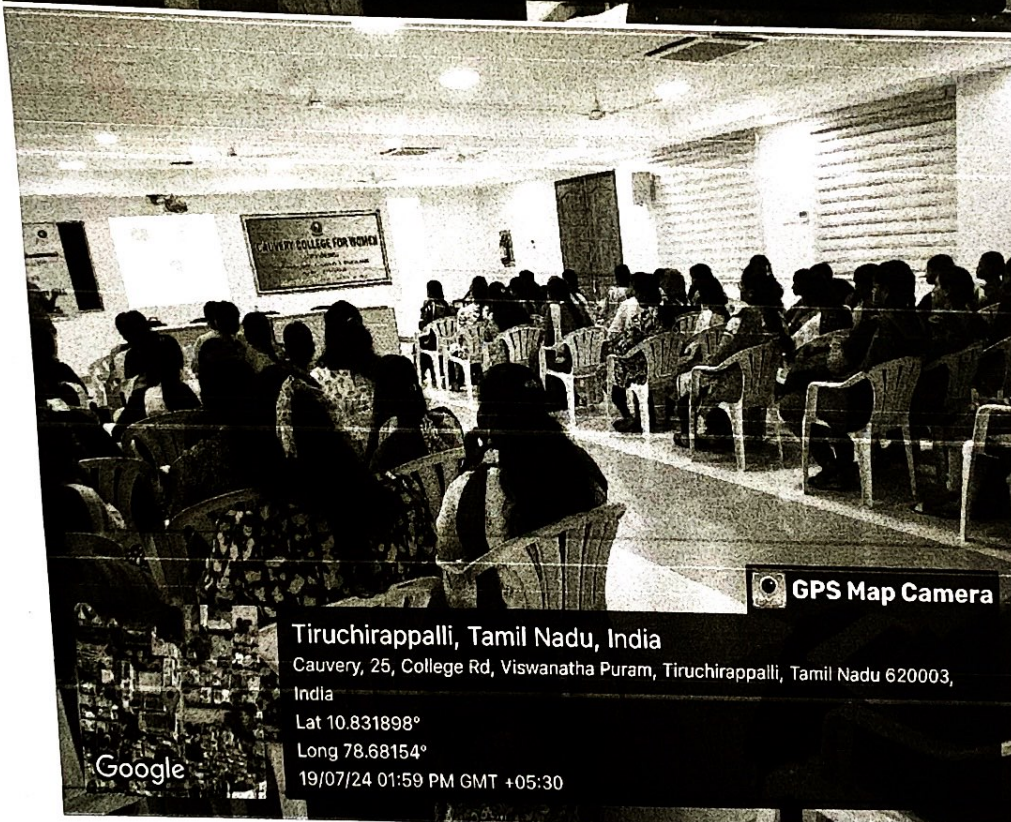 CAUVERY COLLEGE FOR WOMEN
GPS Map Camera
Tiruchirappalli, Tamil Nadu, India
Cauvery, 25, College Rd, Viswanatha Puram, Tiruchirappalli, Tamil Nadu 620003,
India
Lat 10.831898°
Long 78.68154°
19/07/24 01:59 PM GMT +05:30
Google